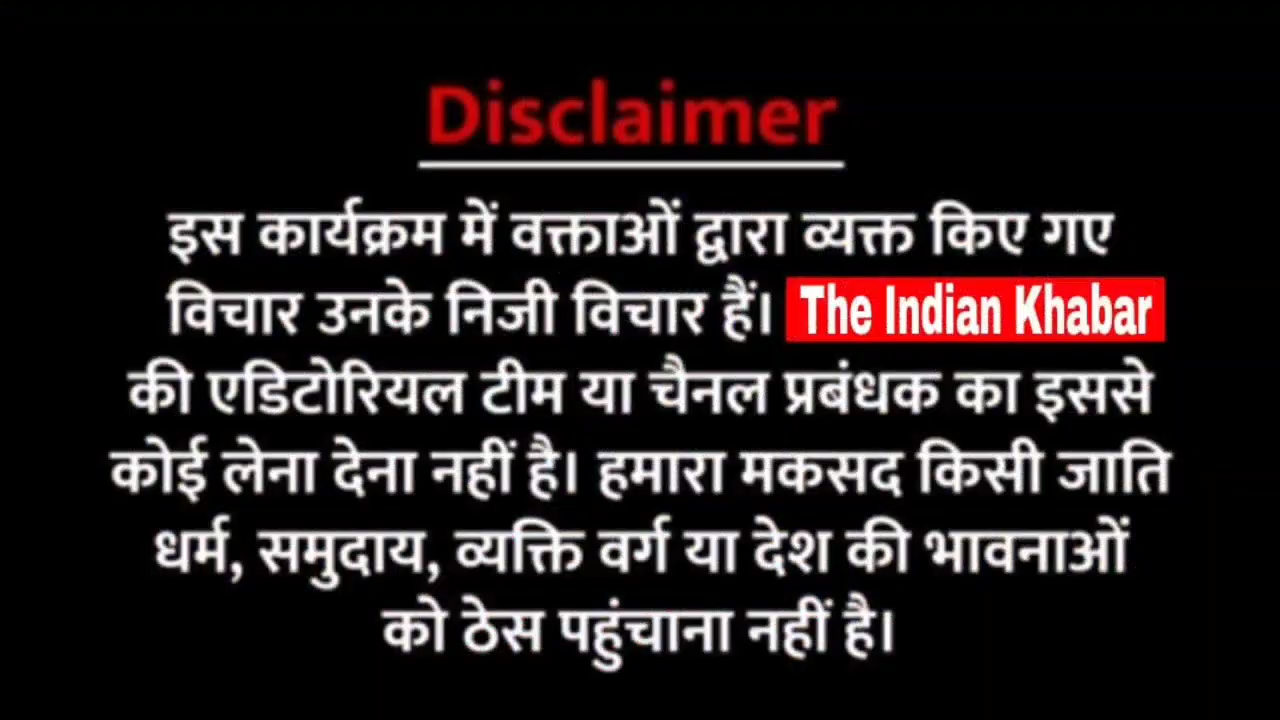 Disclaimer
इस कार्यक्रम में वक्ताओं द्वारा व्यक्त किए गए
विचार उनके निजी विचार हैं। The Indian Khabar
की एडिटोरियल टीम या चैनल प्रबंधक का इससे
कोई लेना देना नहीं है। हमारा मकसद किसी जाति
धर्म, समुदाय, व्यक्ति वर्ग या देश की भावनाओं
को ठेस पहुंचाना नहीं है।